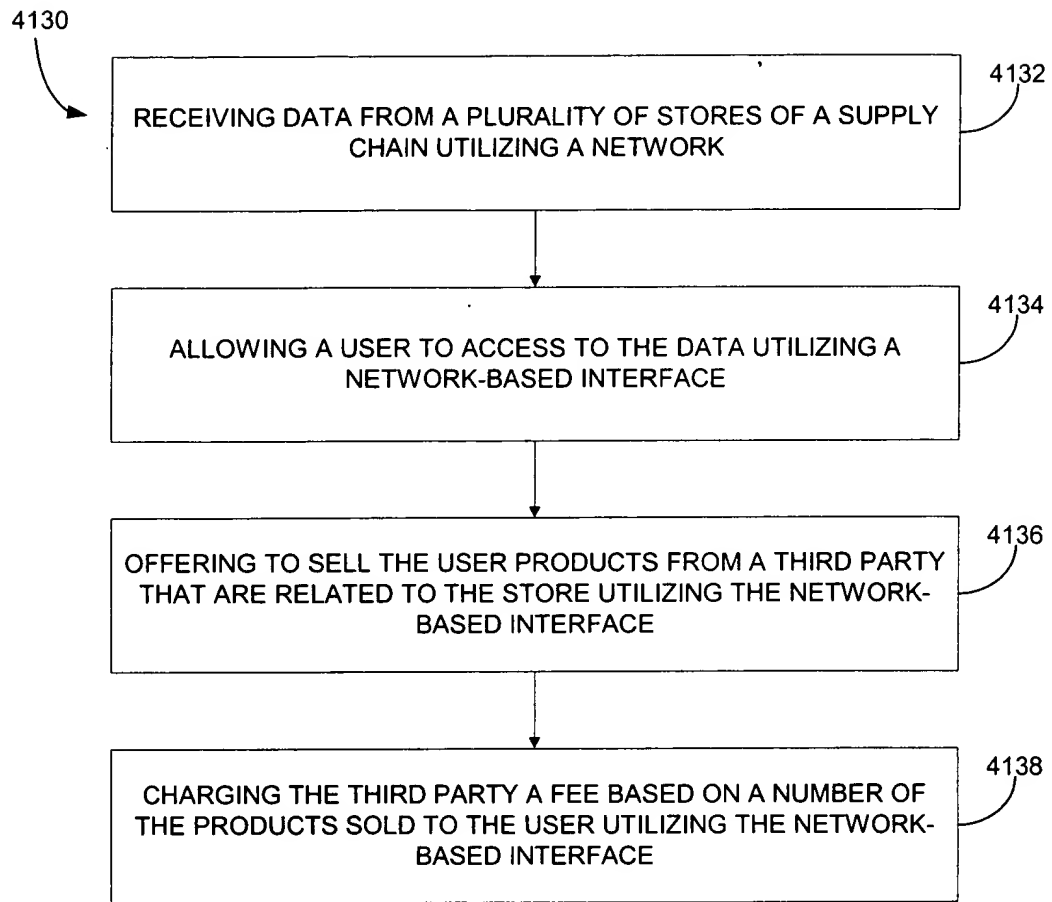 4130
4132
RECEIVING DATA FROM A PLURALITY OF STORES OF A SUPPLY
CHAIN UTILIZING A NETWORK
4134
ALLOWING A USER TO ACCESS TO THE DATA UTILIZING A
NETWORK-BASED INTERFACE
4136
OFFERING TO SELL THE USER PRODUCTS FROM A THIRD PARTY
THAT ARE RELATED TO THE STORE UTILIZING THE NETWORK-
BASED INTERFACE
4138
CHARGING THE THIRD PARTY A FEE BASED ON A NUMBER OF
THE PRODUCTS SOLD TO THE USER UTILIZING THE NETWORK-
BASED INTERFACE